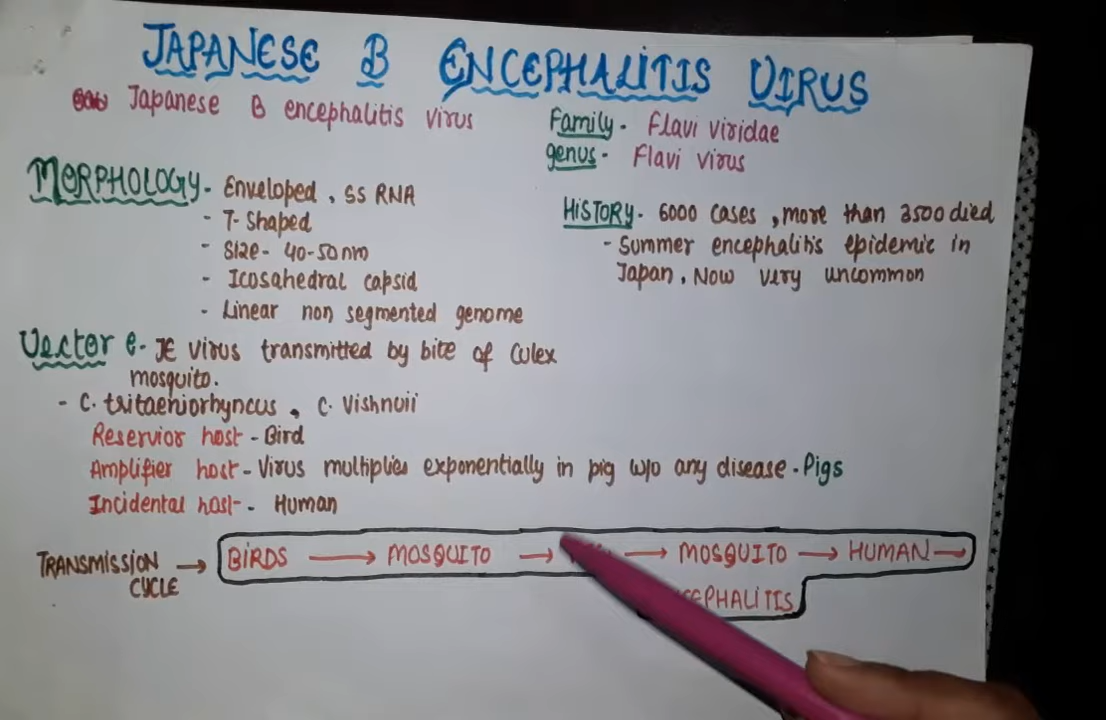 JAPANESE B ENCEPHALITIS VIRUS
Japanese B encephalitis virus
Family - Flavi viridae
genus - Flavi virus
MORPHOLOGY - Enveloped, SS RNA
- T- Shaped
- Size - 40-50nm
- Icosahedral capsid
- Linear non segmented genome
HISTORY - 6000 cases, more than 2500 died
- Summer encephalitis epidemic in
Japan. Now very uncommon
Vector - JE virus transmitted by bite of Culex
mosquito.
- C. tritaeniorhyncus, C. Vishnuii
Reservior host - Bird
Amplifier host - Virus multiplies exponentially in pig w/o any disease. Pigs
Incidental host - Human
TRANSMISSION CYCLE → BIRDS → MOSQUITO → → MOSQUITO → HUMAN →